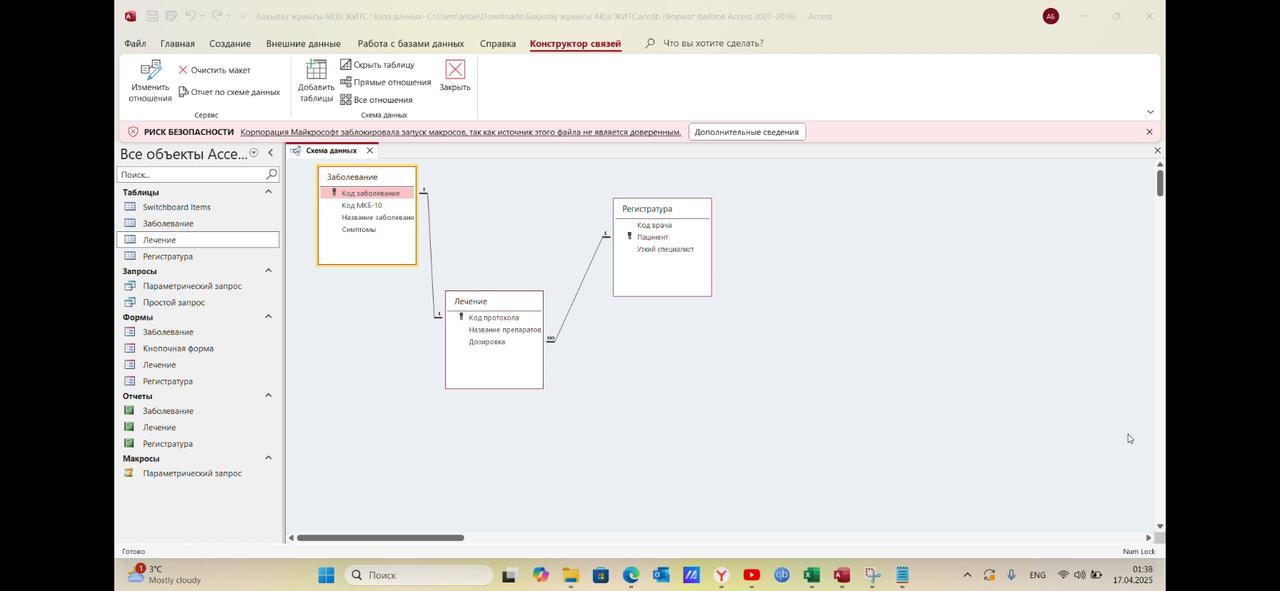 Бақылау жұмысы АҚШ ЖИТС : база данных- C:\Users\alibe\Downloads\Бақылау жұмысы АҚШ ЖИТС.accdb (Формат файлов Access 2007–2016) - Access
АБ
Файл Главная Создание Внешние данные Работа с базами данных Справка Конструктор связей Что вы хотите сделать?
Изменить отношения
Очистить макет
Отчет по схеме данных
Сервис
Добавить таблицы
Скрыть таблицу
Прямые отношения
Все отношения
Закрыть
Схема данных
РИСК БЕЗОПАСНОСТИ Корпорация Майкрософт заблокировала запуск макросов, так как источник этого файла не является доверенным. Дополнительные сведения
Все объекты Acce...
Поиск...
Таблицы
Switchboard Items
Заболевание
Лечение
Регистратура
Запросы
Параметрический запрос
Простой запрос
Формы
Заболевание
Кнопочная форма
Лечение
Регистратура
Отчеты
Заболевание
Лечение
Регистратура
Макросы
Параметрический запрос
Схема данных
Заболевание
Код заболевания
Код МКБ-10
Название заболевани
Симптомы
1
1
Лечение
Код протокола
Название препаратов
Дозировка
∞
1
Регистратура
Код врача
Пациент
Узкий специалист
Готово
Num Lock
1
3°C
Mostly cloudy
Поиск
ENG
01:38
17.04.2025